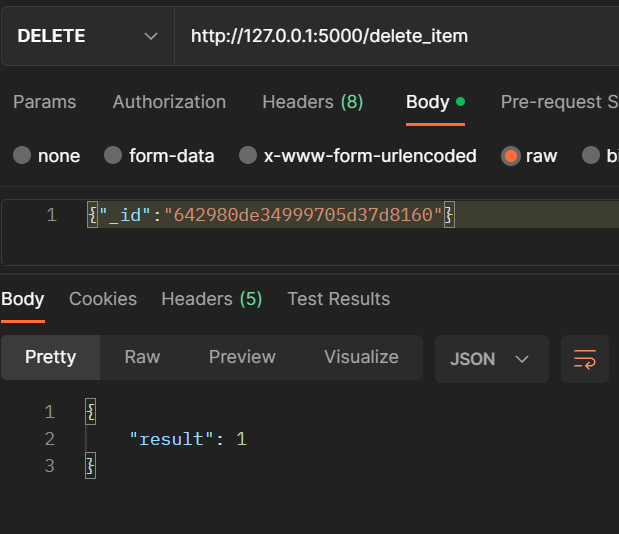 DELETE http://127.0.0.1:5000/delete_item
Params Authorization Headers (8) Body Pre-request S
none form-data x-www-form-urlencoded raw bi
1 {"_id":"642980de34999705d37d8160"}
Body Cookies Headers (5) Test Results
Pretty Raw Preview Visualize JSON
1 {
2 "result": 1
3 }